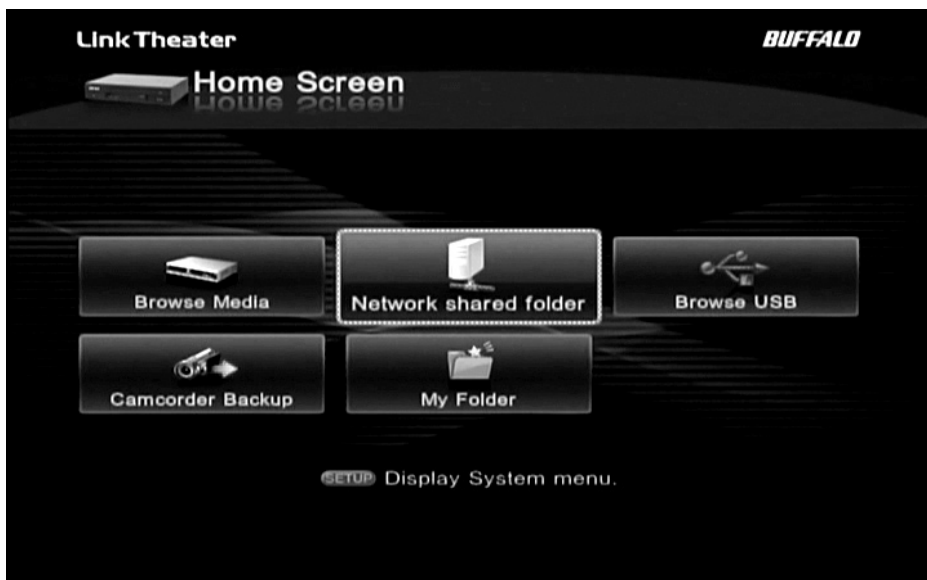 LinkTheater
BUFFALO
Home Screen
Browse Media
Network shared folder
Browse USB
Camcorder Backup
My Folder
SETUP Display System menu.